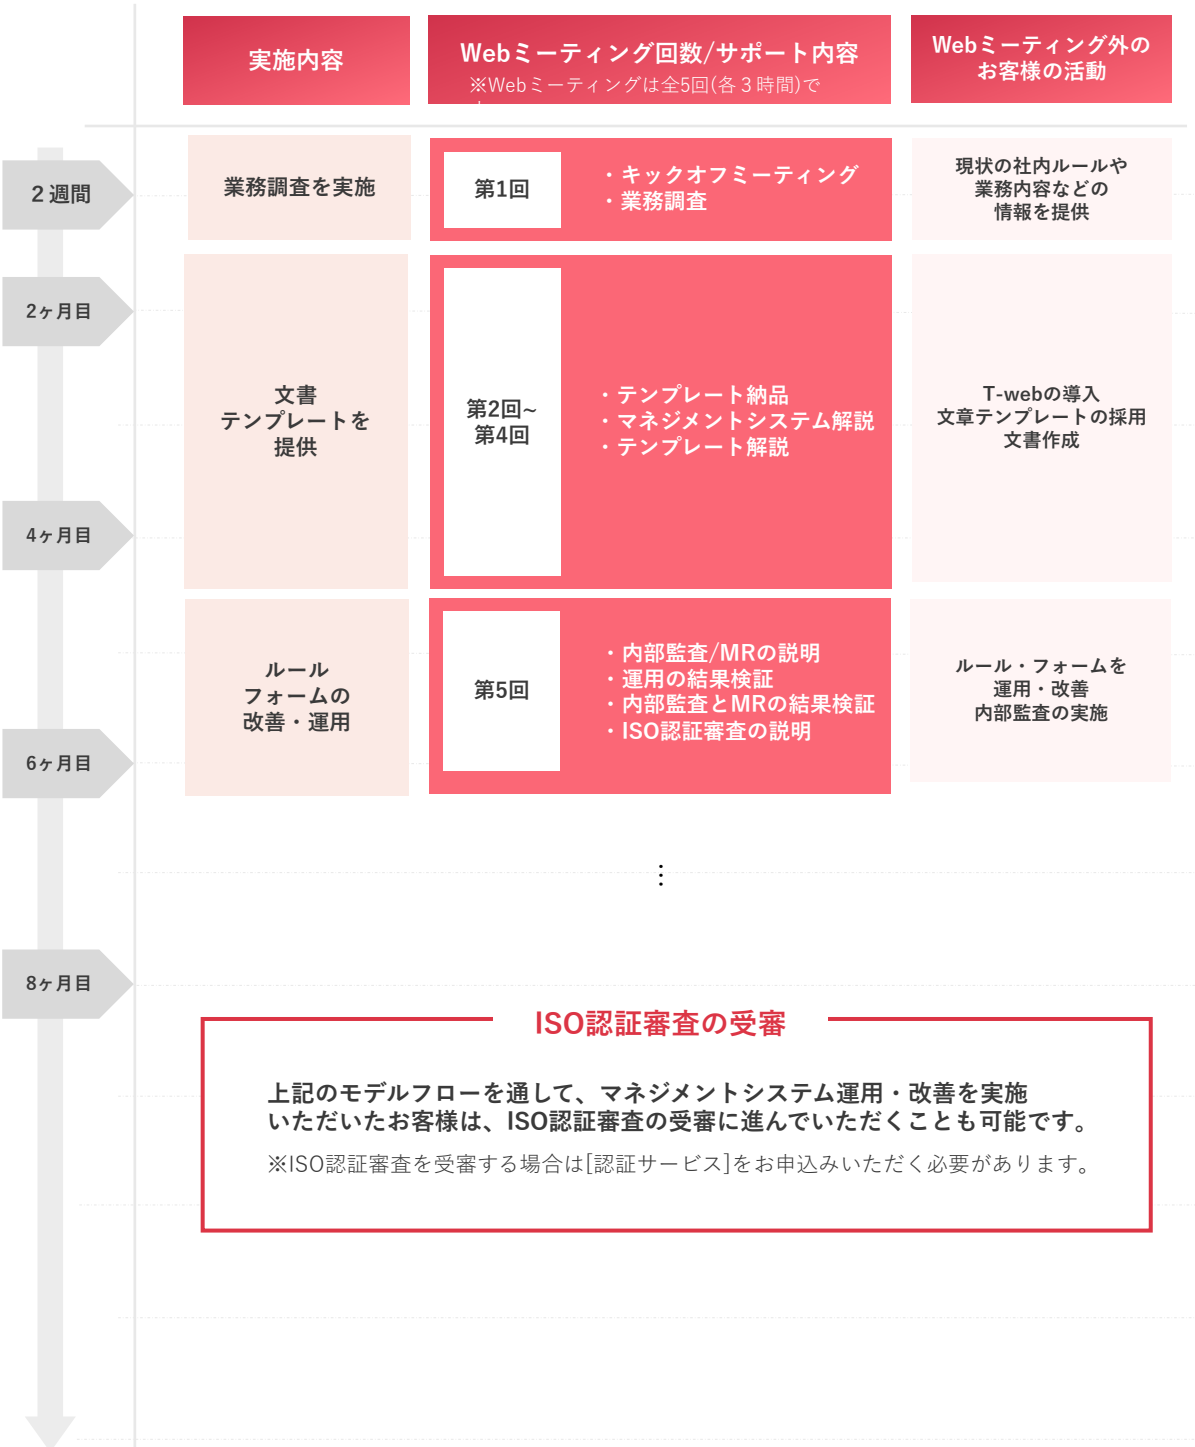 実施内容
Webミーティング回数/サポート内容
※Webミーティングは全5回(各３時間)で
Webミーティング外の
お客様の活動
２週間
業務調査を実施
第1回
・キックオフミーティング
・業務調査
現状の社内ルールや
業務内容などの
情報を提供
2ヶ月目
文書
テンプレートを
提供
第2回~
第4回
・テンプレート納品
・マネジメントシステム解説
・テンプレート解説
T-webの導入
文章テンプレートの採用
文書作成
4ヶ月目
ルール
フォームの
改善・運用
第5回
・内部監査/MRの説明
・運用の結果検証
・内部監査とMRの結果検証
・ISO認証審査の説明
ルール・フォームを
運用・改善
内部監査の実施
6ヶ月目
⋮
8ヶ月目
ISO認証審査の受審
上記のモデルフローを通して、マネジメントシステム運用・改善を実施
いただいたお客様は、ISO認証審査の受審に進んでいただくことも可能です。
※ISO認証審査を受審する場合は[認証サービス]をお申込みいただく必要があります。